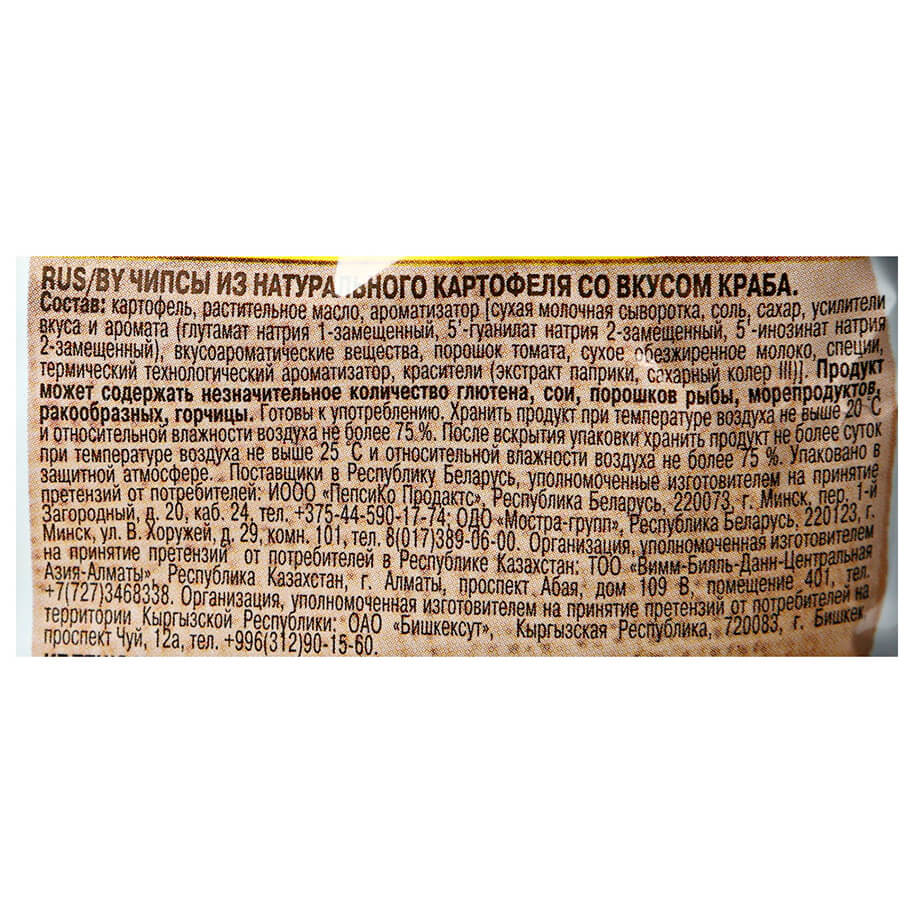 RUS/BY ЧИПСЫ ИЗ НАТУРАЛЬНОГО КАРТОФЕЛЯ СО ВКУСОМ КРАБА.
Состав: картофель, растительное масло, ароматизатор [сухая молочная сыворотка, соль, сахар, усилители
вкуса и аромата (глутамат натрия 1-замещенный, 5'-гуанилат натрия 2-замещенный, 5'-инозинат натрия
2-замещенный), вкусоароматические вещества, порошок томата, сухое обезжиренное молоко, специи,
термический технологический ароматизатор, красители (экстракт паприки, сахарный колер III)]. Продукт
может содержать незначительное количество глютена, сои, порошков рыбы, морепродуктов,
ракообразных, горчицы. Готовы к употреблению. Хранить продукт при температуре воздуха не выше 20 °C
и относительной влажности воздуха не более 75 %. После вскрытия упаковки хранить продукт не более суток
при температуре воздуха не выше 25 °C и относительной влажности воздуха не более 75 %. Упаковано в
защитной атмосфере. Поставщики в Республику Беларусь, уполномоченные изготовителем на принятие
претензий от потребителей: ИООО «ПепсиКо Продактс», Республика Беларусь, 220073, г. Минск, пер. 1-й
Загородный, д. 20, каб. 24, тел. +375-44-590-17-74; ОДО «Мостра-групп», Республика Беларусь, 220123, г.
Минск, ул. В. Хоружей, д. 29, комн. 101, тел. 8(017)389-06-00. Организация, уполномоченная изготовителем
на принятие претензий от потребителей в Республике Казахстан: ТОО «Вимм-Билль-Данн-Центральная
Азия-Алматы», Республика Казахстан, г. Алматы, проспект Абая, дом 109 В, помещение 401, тел.
+7(727)3468338. Организация, уполномоченная изготовителем на принятие претензий от потребителей на
территории Кыргызской Республики: ОАО «Бишкексут», Кыргызская Республика, 720083, г. Бишкек
проспект Чуй, 12а, тел. +996(312)90-15-60.